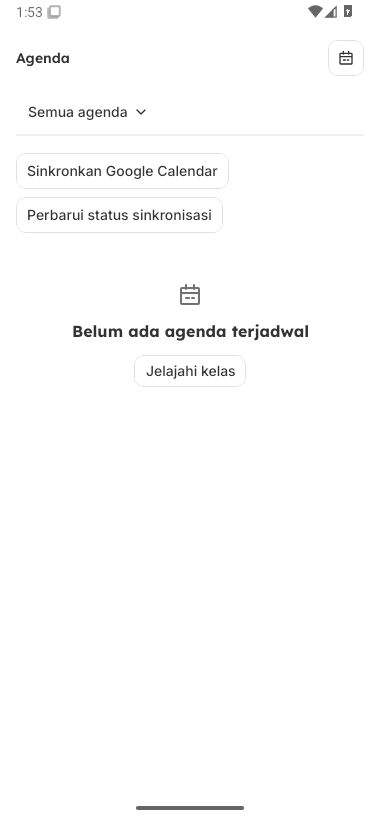 1:53
Agenda
Semua agenda
Sinkronkan Google Calendar
Perbarui status sinkronisasi
Belum ada agenda terjadwal
Jelajahi kelas